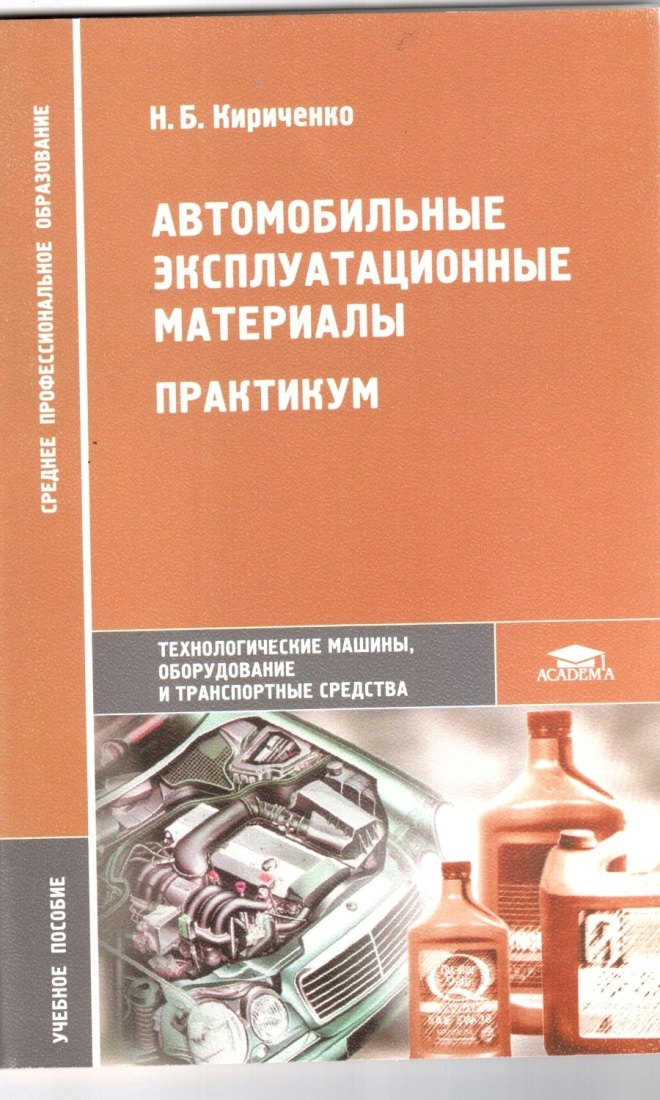 Н. Б. Кириченко
АВТОМОБИЛЬНЫЕ
ЭКСПЛУАТАЦИОННЫЕ
МАТЕРИАЛЫ
ПРАКТИКУМ
СРЕДНЕЕ ПРОФЕССИОНАЛЬНОЕ ОБРАЗОВАНИЕ
ТЕХНОЛОГИЧЕСКИЕ МАШИНЫ,
ОБОРУДОВАНИЕ
И ТРАНСПОРТНЫЕ СРЕДСТВА
ACADEMA
УЧЕБНОЕ ПОСОБИЕ